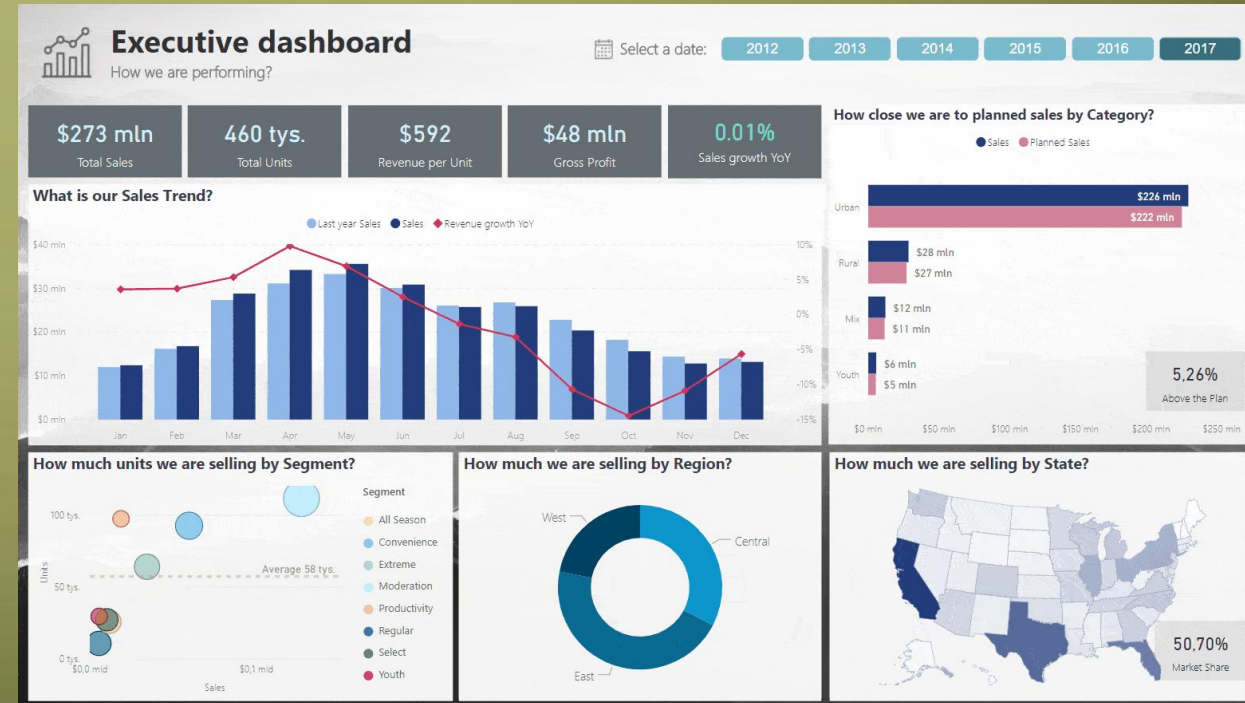 Executive dashboard
How we are performing?
Select a date:
2012
2013
2014
2015
2016
2017
$273 mln
Total Sales
460 tys.
Total Units
$592
Revenue per Unit
$48 mln
Gross Profit
0.01%
Sales growth YoY
What is our Sales Trend?
Last year Sales
Sales
Revenue growth YoY
$40 mln
$30 mln
$20 mln
$10 mln
$0 mln
10%
5%
0%
-5%
-10%
-15%
Jan
Feb
Mar
Apr
May
Jun
Jul
Aug
Sep
Oct
Nov
Dec
How close we are to planned sales by Category?
Sales
Planned Sales
Urban
$226 mln
$222 mln
Rural
$28 mln
$27 mln
Mix
$12 mln
$11 mln
Youth
$6 mln
$5 mln
5,26%
Above the Plan
$0 mln
$50 mln
$100 mln
$150 mln
$200 mln
$250 mln
How much units we are selling by Segment?
Units
100 tys.
50 tys.
0 tys.
Average 58 tys.
$0,0 mld
$0,1 mld
Sales
Segment
All Season
Convenience
Extreme
Moderation
Productivity
Regular
Select
Youth
How much we are selling by Region?
West
Central
East
How much we are selling by State?
50,70%
Market Share